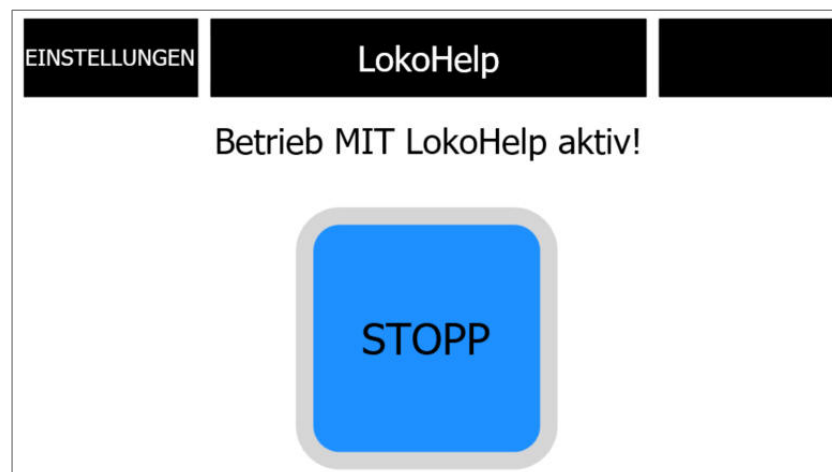 EINSTELLUNGEN
LokoHelp
Betrieb MIT LokoHelp aktiv!
STOPP